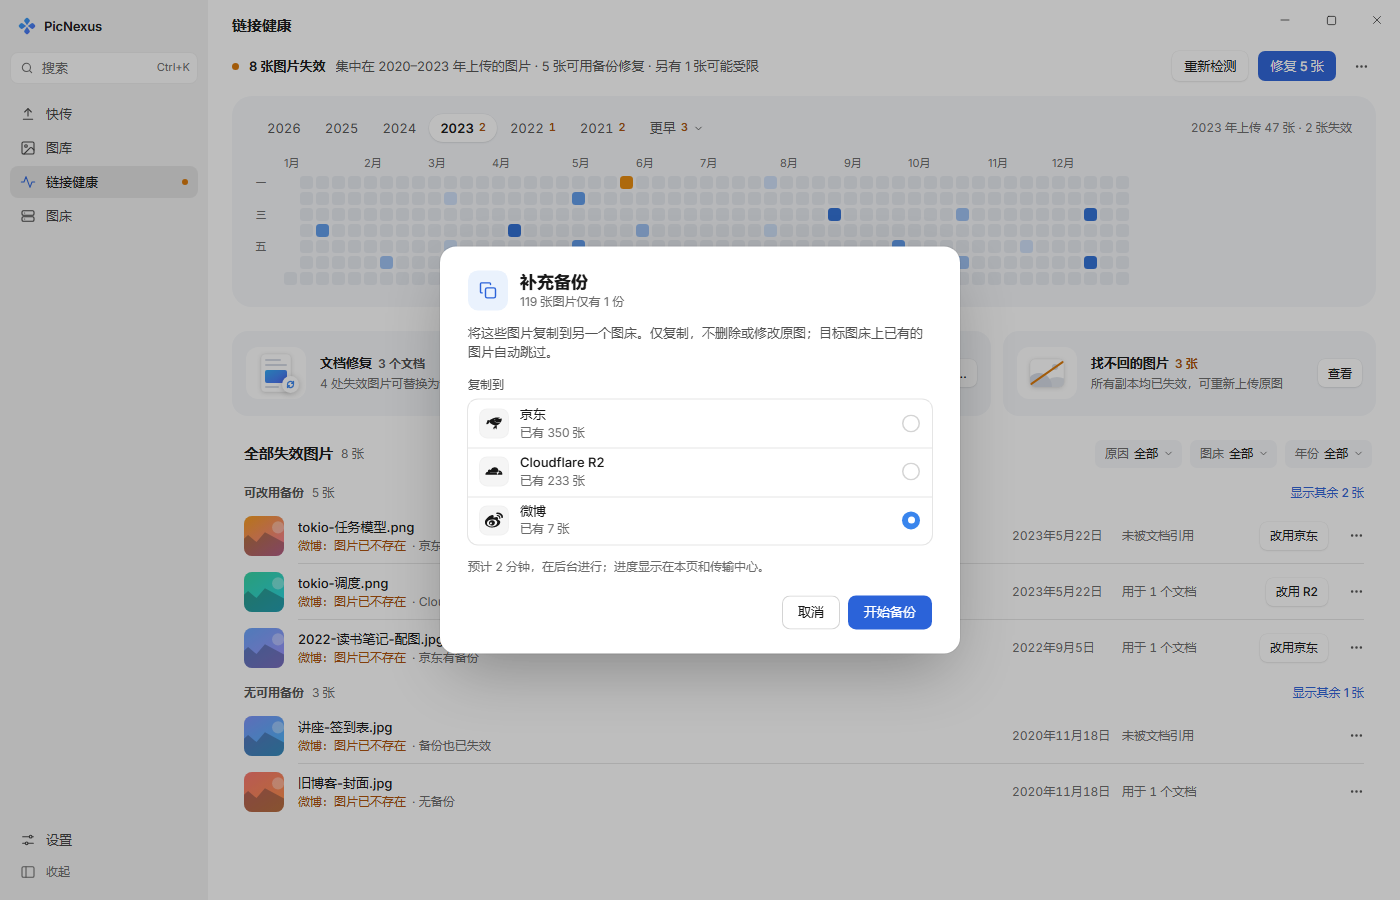 PicNexus
搜索 Ctrl+K
快传
图库
链接健康
图床
设置
收起
链接健康
8 张图片失效 集中在 2020–2023 年上传的图片 · 5 张可用备份修复 · 另有 1 张可能受限
重新检测 修复 5 张
2026 2025 2024 2023 2 2022 1 2021 2 更早 3
2023 年上传 47 张 · 2 张失效
1月 2月 3月 4月 5月 6月 7月 8月 9月 10月 11月 12月
一
三
五
文档修复 3 个文档
4 处失效图片可替换为
找不回的图片 3 张
所有副本均已失效，可重新上传原图
查看
全部失效图片 8 张
原因 全部 图床 全部 年份 全部
可改用备份 5 张 显示其余 2 张
tokio-任务模型.png
微博：图片已不存在 · 京东
2023年5月22日 未被文档引用 改用京东
tokio-调度.png
微博：图片已不存在 · Clou
2023年5月22日 用于 1 个文档 改用 R2
2022-读书笔记-配图.jpg
微博：图片已不存在 · 京东有备份
2022年9月5日 用于 1 个文档 改用京东
无可用备份 3 张 显示其余 1 张
讲座-签到表.jpg
微博：图片已不存在 · 备份也已失效
2020年11月18日 未被文档引用
旧博客-封面.jpg
微博：图片已不存在 · 无备份
2020年11月18日 用于 1 个文档
补充备份
119 张图片仅有 1 份
将这些图片复制到另一个图床。仅复制，不删除或修改原图；目标图床上已有的
图片自动跳过。
复制到
京东
已有 350 张
Cloudflare R2
已有 233 张
微博
已有 7 张
预计 2 分钟，在后台进行；进度显示在本页和传输中心。
取消 开始备份